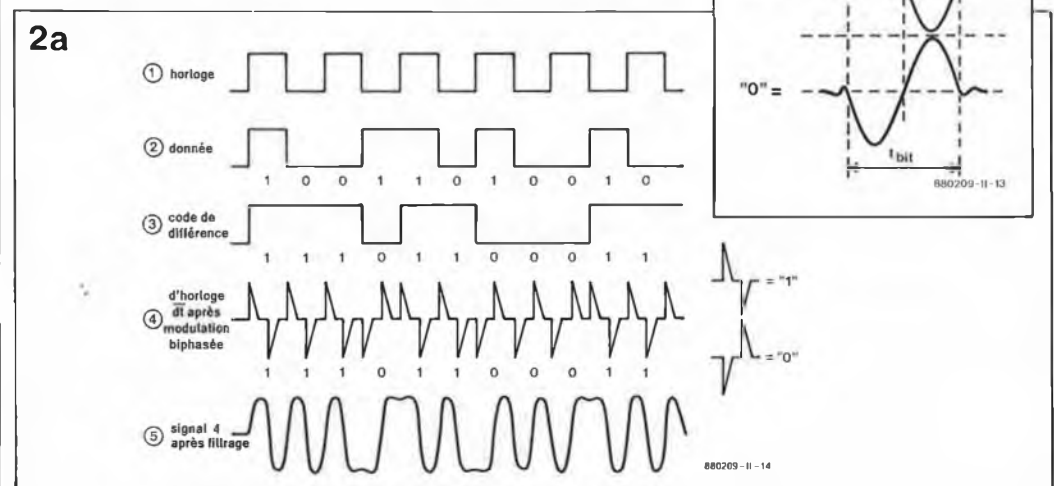 2a
① horloge
② donnée
1 0 0 1 1 0 1 0 0 1 0
③ code de
différence
1 1 1 0 1 1 0 0 0 1 1
d'horloge
dt après
④ modulation
biphasée
1 1 1 0 1 1 0 0 0 1 1
⑤ signal 4
après filtrage
= "1"
= "0"
880209-II-14
"0" =
t bit
880209-II-13